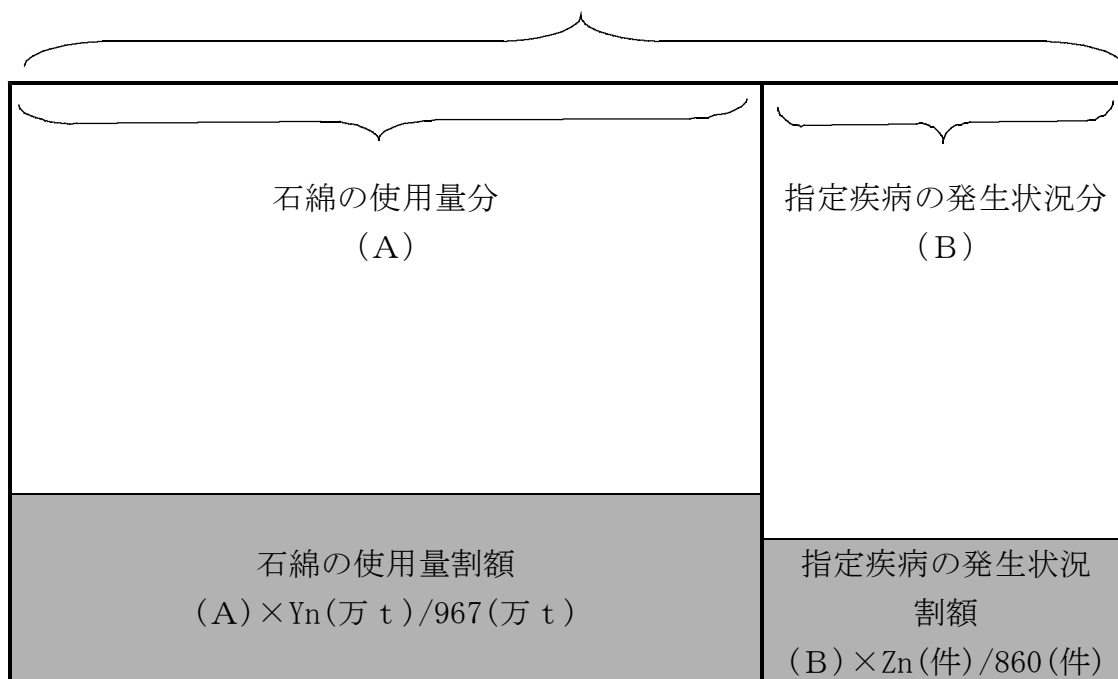 石綿の使用量分
(A)
指定疾病の発生状況分
(B)
石綿の使用量割額
(A)×Yn(万ｔ)/967(万ｔ)
指定疾病の発生状況
割額
(B)×Zn(件)/860(件)